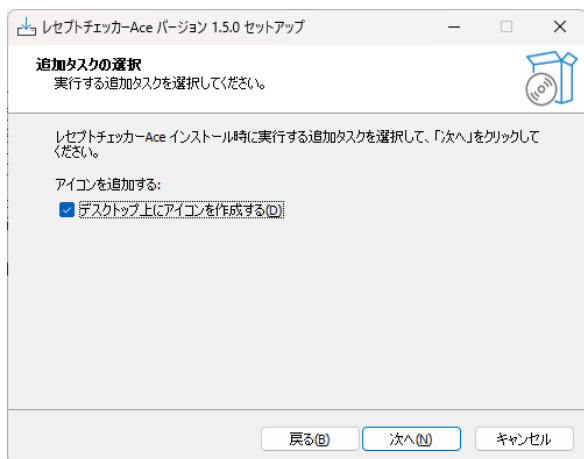 レセプトチェッカーAce バージョン 1.5.0 セットアップ
追加タスクの選択
実行する追加タスクを選択してください。
レセプトチェッカーAce インストール時に実行する追加タスクを選択して、「次へ」をクリックして
ください。
アイコンを追加する:
デスクトップ上にアイコンを作成する(D)
戻る(B)
次へ(N)
キャンセル